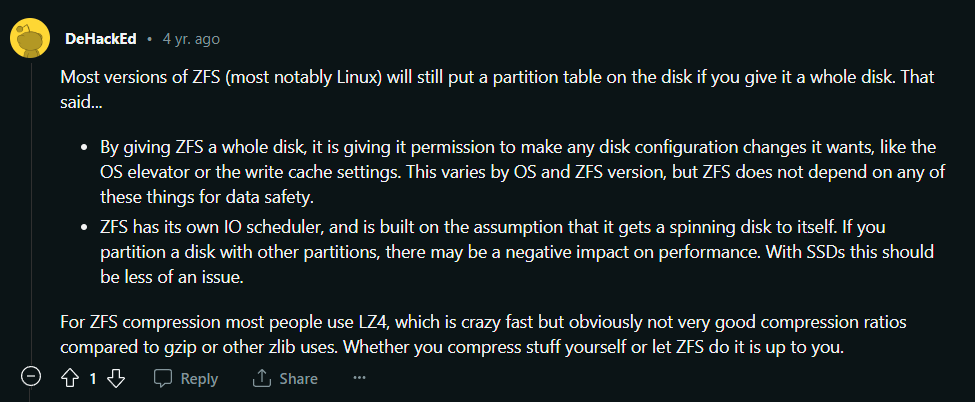 DeHackEd • 4 yr. ago
Most versions of ZFS (most notably Linux) will still put a partition table on the disk if you give it a whole disk. That
said...
• By giving ZFS a whole disk, it is giving it permission to make any disk configuration changes it wants, like the
OS elevator or the write cache settings. This varies by OS and ZFS version, but ZFS does not depend on any of
these things for data safety.
• ZFS has its own IO scheduler, and is built on the assumption that it gets a spinning disk to itself. If you
partition a disk with other partitions, there may be a negative impact on performance. With SSDs this should
be less of an issue.
For ZFS compression most people use LZ4, which is crazy fast but obviously not very good compression ratios
compared to gzip or other zlib uses. Whether you compress stuff yourself or let ZFS do it is up to you.
1 Reply Share ...